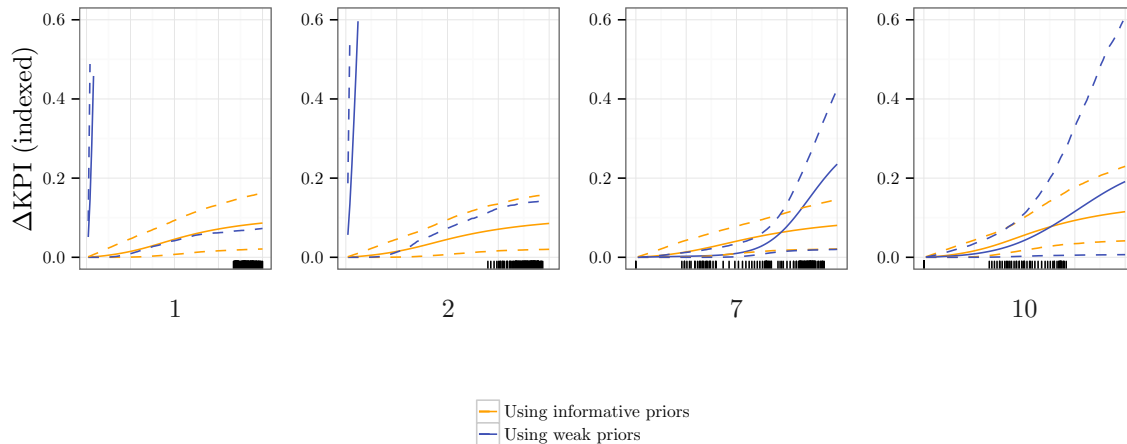 ΔKPI (indexed)
0.6 0.6 0.6 0.6
0.4 0.4 0.4 0.4
0.2 0.2 0.2 0.2
0.0 0.0 0.0 0.0
1 2 7 10
Using informative priors
Using weak priors